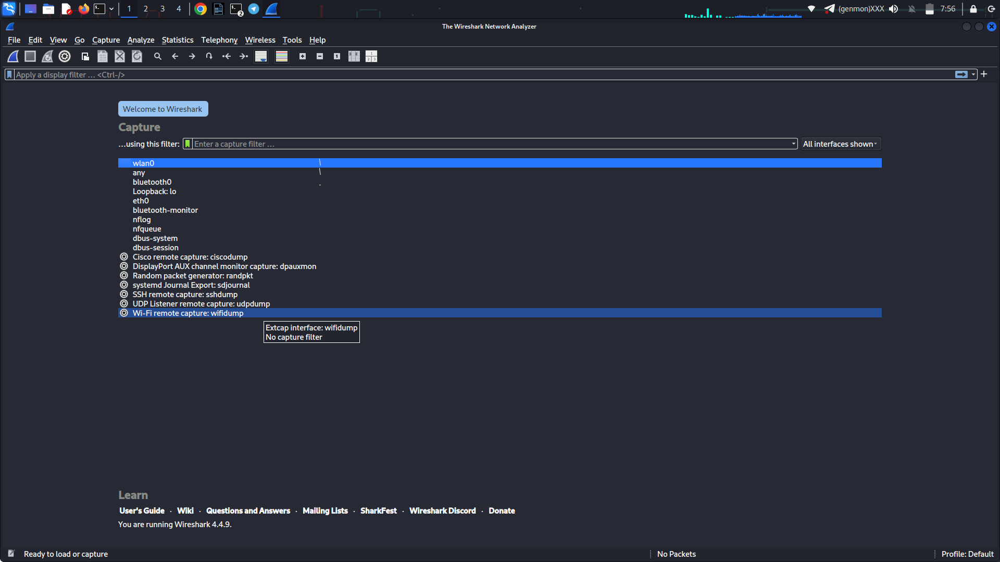 1 2 3 4 2 (genmon)XXX 7:56
The Wireshark Network Analyzer
File Edit View Go Capture Analyze Statistics Telephony Wireless Tools Help
Apply a display filter … <Ctrl-/>
Welcome to Wireshark
Capture
…using this filter: Enter a capture filter … All interfaces shown
wlan0
any
bluetooth0
Loopback: lo
eth0
bluetooth-monitor
nflog
nfqueue
dbus-system
dbus-session
Cisco remote capture: ciscodump
DisplayPort AUX channel monitor capture: dpauxmon
Random packet generator: randpkt
systemd Journal Export: sdjournal
SSH remote capture: sshdump
UDP Listener remote capture: udpdump
Wi-Fi remote capture: wifidump
Extcap interface: wifidump
No capture filter
Learn
User's Guide · Wiki · Questions and Answers · Mailing Lists · SharkFest · Wireshark Discord · Donate
You are running Wireshark 4.4.9.
Ready to load or capture No Packets Profile: Default